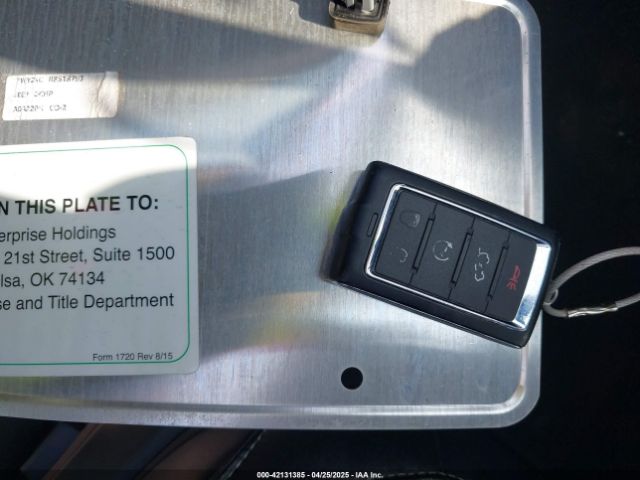 N THIS PLATE TO:
erprise Holdings
21st Street, Suite 1500
lsa, OK 74134
se and Title Department
Form 1720 Rev 8/15
000-42131385 - 04/25/2025 - IAA Inc.